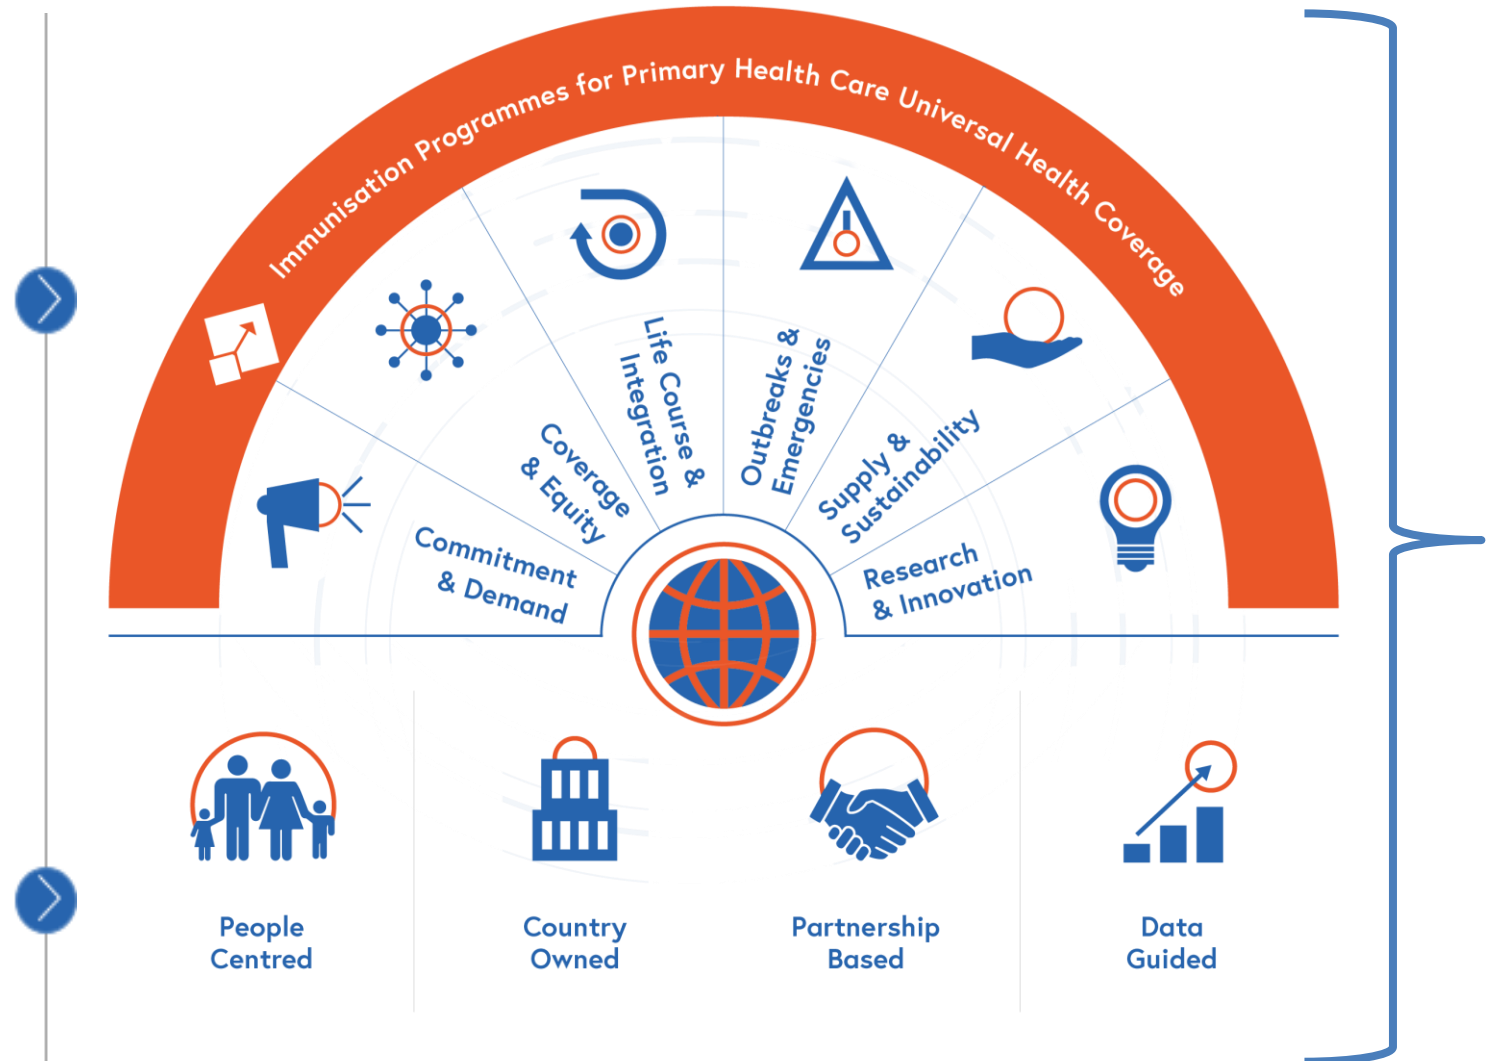 Immunisation Programmes for Primary Health Care Universal Health Coverage
Commitment
& Demand
Coverage
& Equity
Life Course &
Integration
Outbreaks &
Emergencies
Supply &
Sustainability
Research
& Innovation
People
Centred
Country
Owned
Partnership
Based
Data
Guided